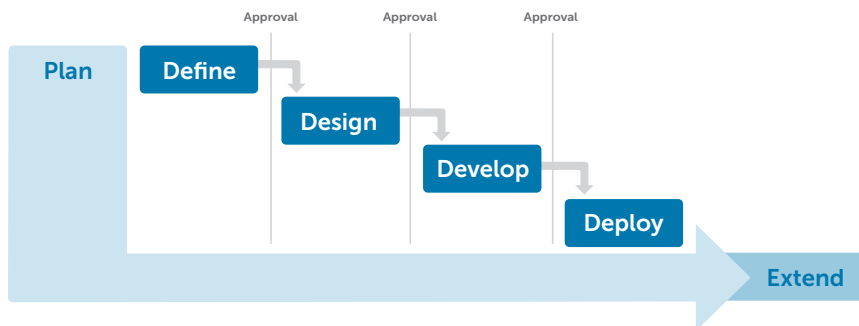 Approval Approval Approval
Plan
Define
Design
Develop
Deploy
Extend